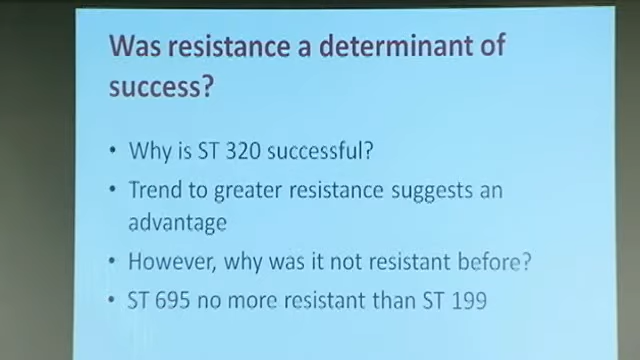 Was resistance a determinant of
success?
• Why is ST 320 successful?
• Trend to greater resistance suggests an
advantage
• However, why was it not resistant before?
• ST 695 no more resistant than ST 199